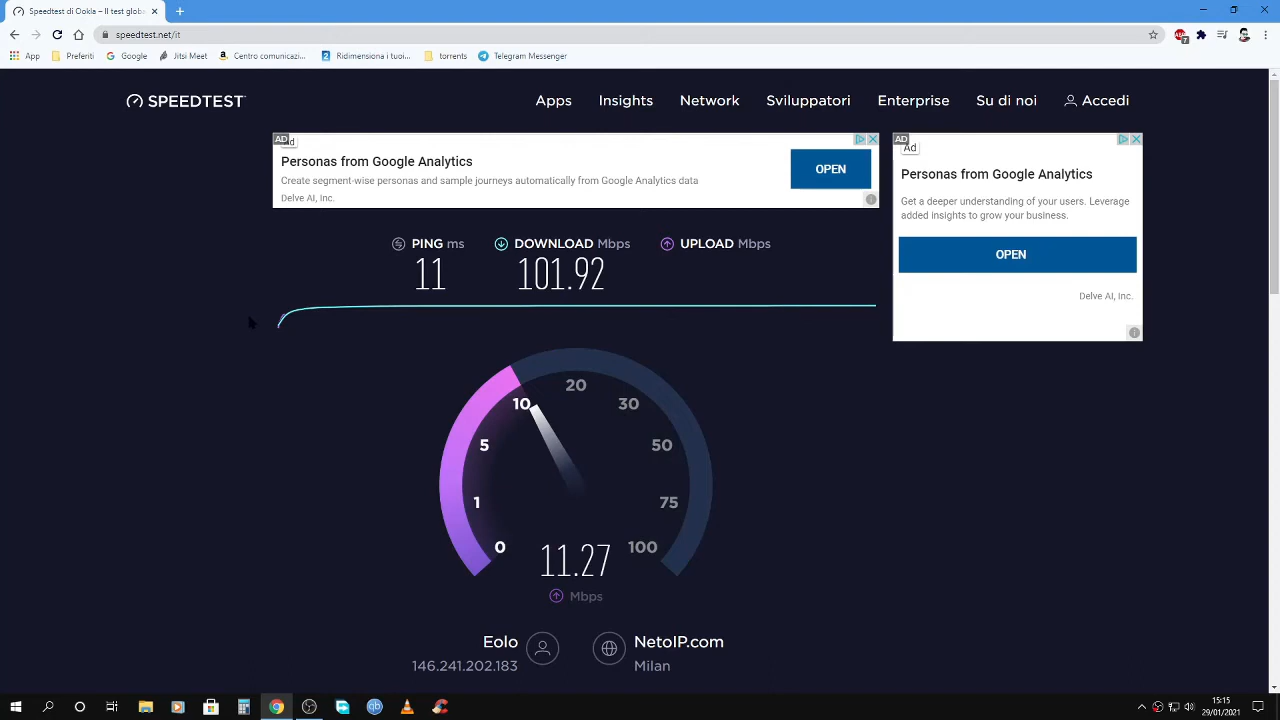 Speedtest di Ookla – Il test glob
speedtest.net/it
App
Preferiti
Sconti
Jitsi Meet
Centro comunicazi...
Ridimensiona i tuoi...
torrents
Telegram Messenger
SPEEDTEST
Apps
Insights
Network
Sviluppatori
Enterprise
Su di noi
Accedi
AD
Personas from Google Analytics
Create segment-wise personas and sample journeys automatically from Google Analytics data
Delve AI, Inc.
OPEN
AD
Ad
Personas from Google Analytics
Get a deeper understanding of your users. Leverage
added insights to grow your business.
OPEN
Delve AI, Inc.
PING ms
DOWNLOAD Mbps
UPLOAD Mbps
11
101.92
0
1
5
10
20
30
50
75
100
11.27
Mbps
Eolo
146.241.202.183
NetoIP.com
Milan
15:15
29/01/2021